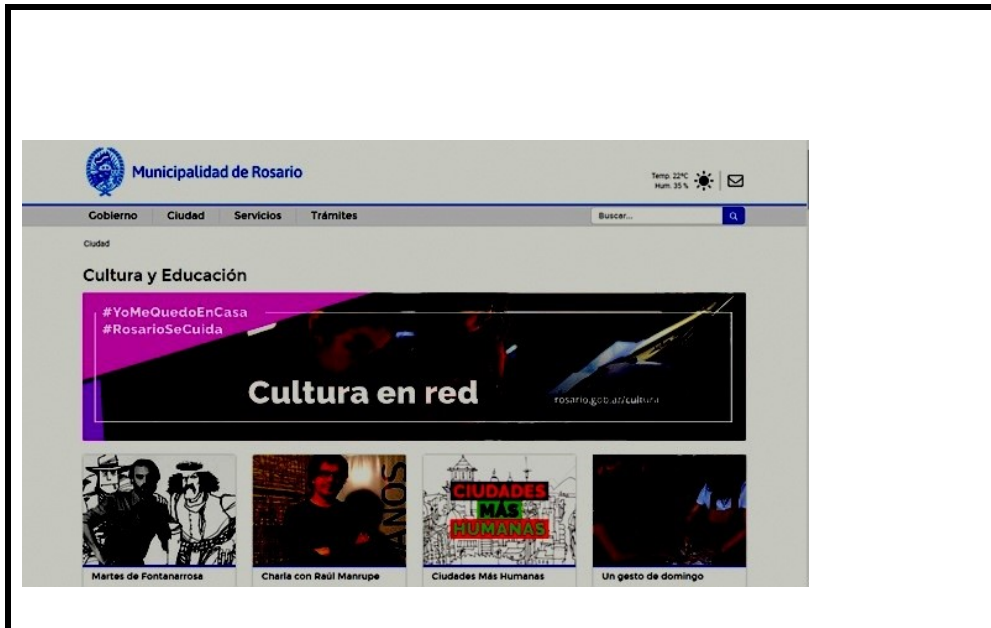 Municipalidad de Rosario
Temp. 22°C
Hum. 35 %
Gobierno Ciudad Servicios Trámites Buscar...
Ciudad
Cultura y Educación
#YoMeQuedoEnCasa
#RosarioSeCuida
Cultura en red
rosario.gob.ar/cultura
ANOS
CIUDADES
MÁS
HUMANAS
Martes de Fontanarrosa
Charla con Raúl Manrupe
Ciudades Más Humanas
Un gesto de domingo